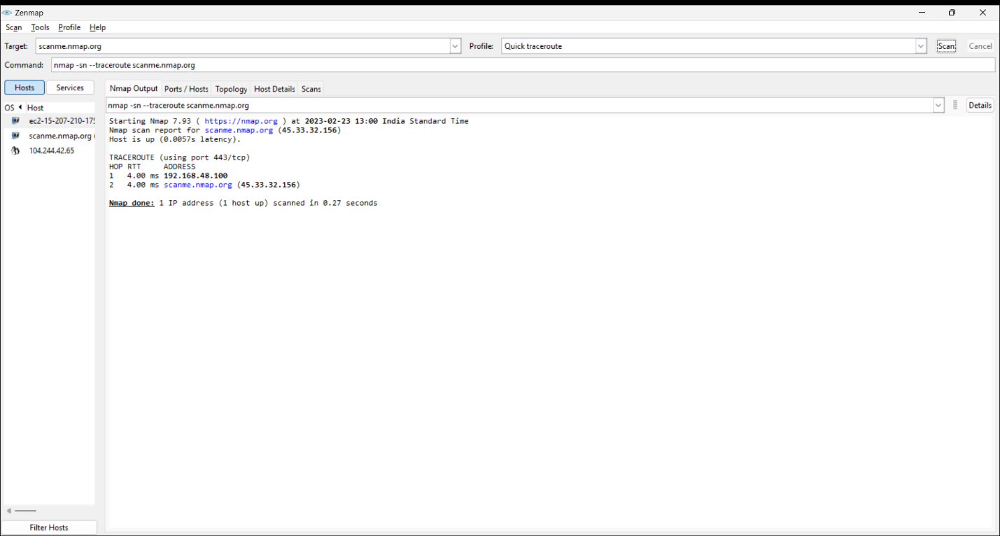 Zenmap
Scan Tools Profile Help
Target: scanme.nmap.org Profile: Quick traceroute Scan Cancel
Command: nmap -sn --traceroute scanme.nmap.org
Hosts Services Nmap Output Ports / Hosts Topology Host Details Scans
nmap -sn --traceroute scanme.nmap.org Details
OS Host
ec2-15-207-210-175
scanme.nmap.org (
104.244.42.65
Starting Nmap 7.93 ( https://nmap.org ) at 2023-02-23 13:00 India Standard Time
Nmap scan report for scanme.nmap.org (45.33.32.156)
Host is up (0.0057s latency).
TRACEROUTE (using port 443/tcp)
HOP RTT ADDRESS
1 4.00 ms 192.168.48.100
2 4.00 ms scanme.nmap.org (45.33.32.156)
Nmap done: 1 IP address (1 host up) scanned in 0.27 seconds
Filter Hosts